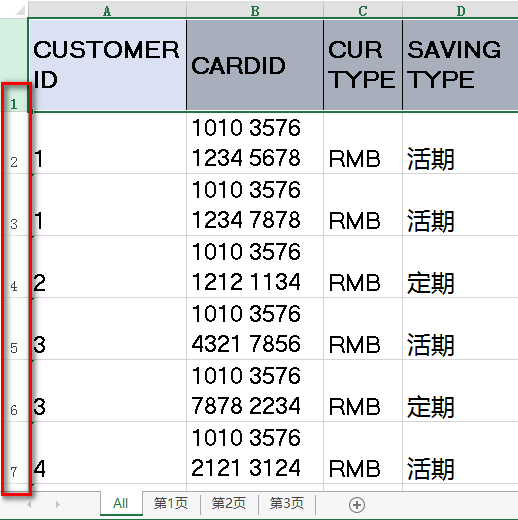 A B C D
1 CUSTOMER ID CARDID CUR TYPE SAVING TYPE
2 1 1010 3576 1234 5678 RMB 活期
3 1 1010 3576 1234 7878 RMB 活期
4 2 1010 3576 1212 1134 RMB 定期
5 3 1010 3576 4321 7856 RMB 活期
6 3 1010 3576 7878 2234 RMB 定期
7 4 1010 3576 2121 3124 RMB 活期
All 第1页 第2页 第3页